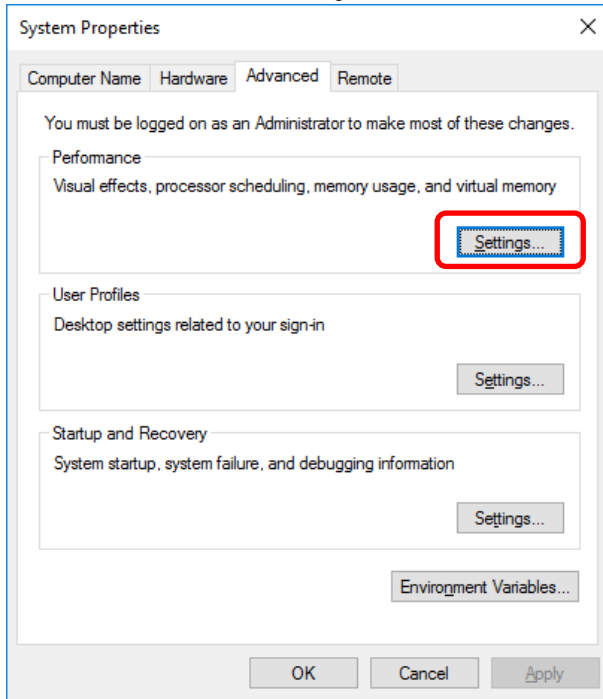 System Properties
Computer Name Hardware Advanced Remote
You must be logged on as an Administrator to make most of these changes.
Performance
Visual effects, processor scheduling, memory usage, and virtual memory
Settings...
User Profiles
Desktop settings related to your sign-in
Settings...
Startup and Recovery
System startup, system failure, and debugging information
Settings...
Environment Variables...
OK Cancel Apply